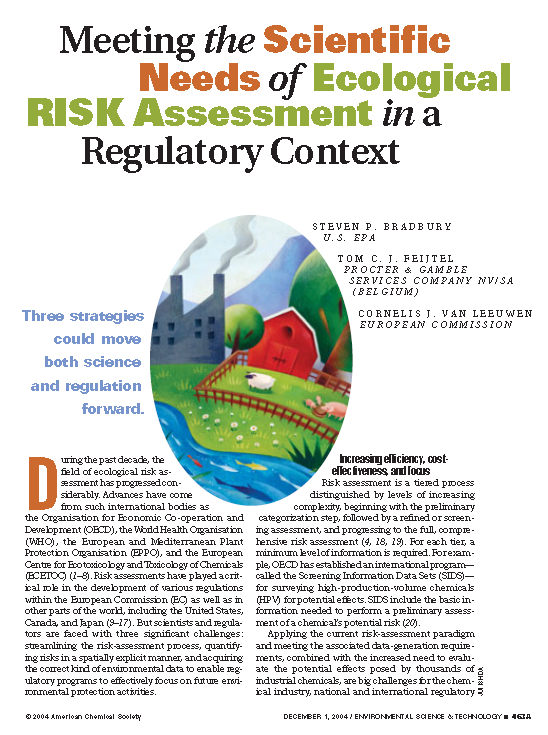 Meeting the Scientific
Needs of Ecological
RISK Assessment in a
Regulatory Context
STEVEN P. BRADBURY
U.S. EPA
TOM C. J. FEIJTEL
PROCTER & GAMBLE
SERVICES COMPANY NV/SA
(BELGIUM)
CORNELIS J. VAN LEEUWEN
EUROPEAN COMMISSION
Three strategies
could move
both science
and regulation
forward.
During the past decade, the
field of ecological risk as-
sessment has progressed con-
siderably. Advances have come
from such international bodies as
the Organisation for Economic Co-operation and
Development (OECD), the World Health Organisation
(WHO), the European and Mediterranean Plant
Protection Organisation (EPPO), and the European
Centre for Ecotoxicology and Toxicology of Chemicals
(ECETOC) (1–8). Risk assessments have played a crit-
ical role in the development of various regulations
within the European Commission (EC) as well as in
other parts of the world, including the United States,
Canada, and Japan (9–17). But scientists and regula-
tors are faced with three significant challenges:
streamlining the risk-assessment process, quantify-
ing risks in a spatially explicit manner, and acquiring
the correct kind of environmental data to enable reg-
ulatory programs to effectively focus on future envi-
ronmental protection activities.
Increasing efficiency, cost-
effectiveness, and focus
Risk assessment is a tiered process
distinguished by levels of increasing
complexity, beginning with the preliminary
categorization step, followed by a refined or screen-
ing assessment, and progressing to the full, compre-
hensive risk assessment (4, 18, 19). For each tier, a
minimum level of information is required. For exam-
ple, OECD has established an international program—
called the Screening Information Data Sets (SIDS)—
for surveying high-production-volume chemicals
(HPV) for potential effects. SIDS include the basic in-
formation needed to perform a preliminary assess-
ment of a chemical's potential risk (20).
Applying the current risk-assessment paradigm
and meeting the associated data-generation require-
ments, combined with the increased need to evalu-
ate the potential effects posed by thousands of
industrial chemicals, are big challenges for the chem-
ical industry, national and international regulatory
© 2004 American Chemical Society
DECEMBER 1, 2004 / ENVIRONMENTAL SCIENCE & TECHNOLOGY ■ 463A